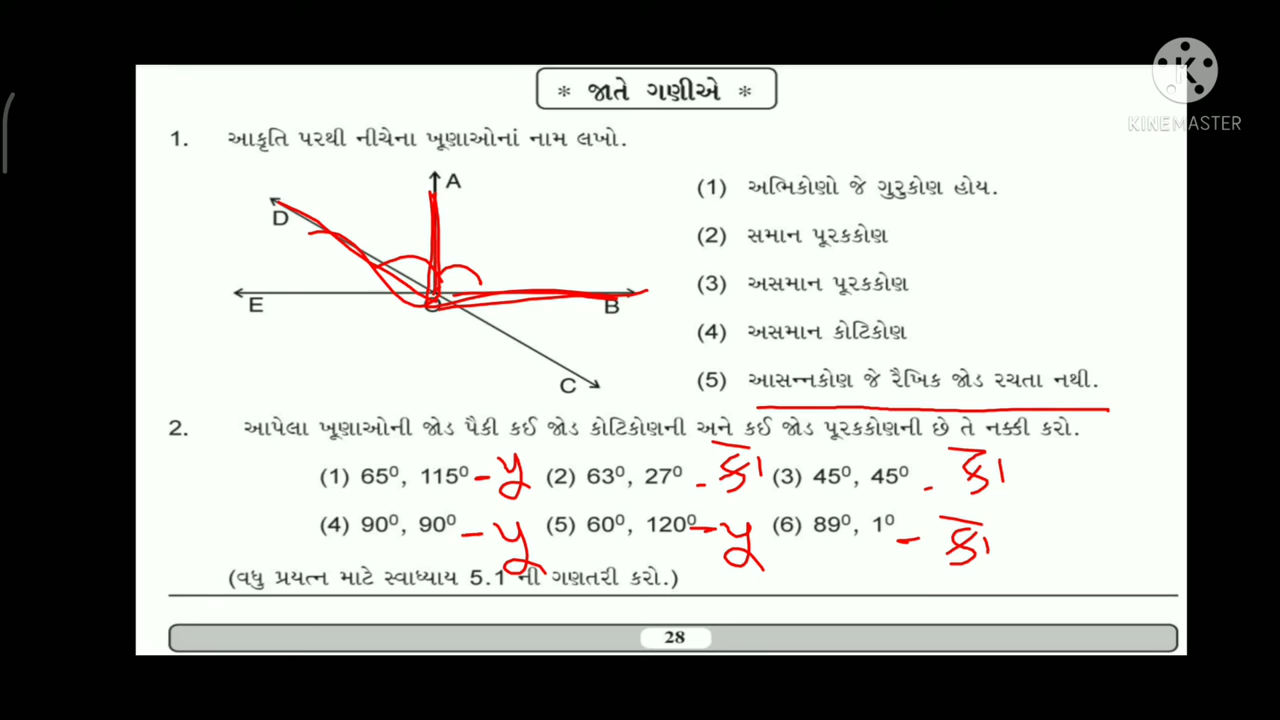 * જાતે ગણીએ *
KINEMASTER
1. આકૃતિ પરથી નીચેના ખૂણાઓનાં નામ લખો.
A
D
E
O
B
C
(1) અભિકોણો જે ગુરુકોણ હોય.
(2) સમાન પૂરકકોણ
(3) અસમાન પૂરકકોણ
(4) અસમાન કોટિકોણ
(5) આસન્નકોણ જે રૈખિક જોડ રચતા નથી.
2. આપેલા ખૂણાઓની જોડ પૈકી કઈ જોડ કોટિકોણની અને કઈ જોડ પૂરકકોણની છે તે નક્કી કરો.
(1) 65⁰, 115⁰ - પૂ (2) 63⁰, 27⁰ - કો (3) 45⁰, 45⁰ - કો
(4) 90⁰, 90⁰ - પૂ (5) 60⁰, 120⁰ - પૂ (6) 89⁰, 1⁰ - કો
(વધુ પ્રયત્ન માટે સ્વાધ્યાય 5.1 ની ગણતરી કરો.)
28